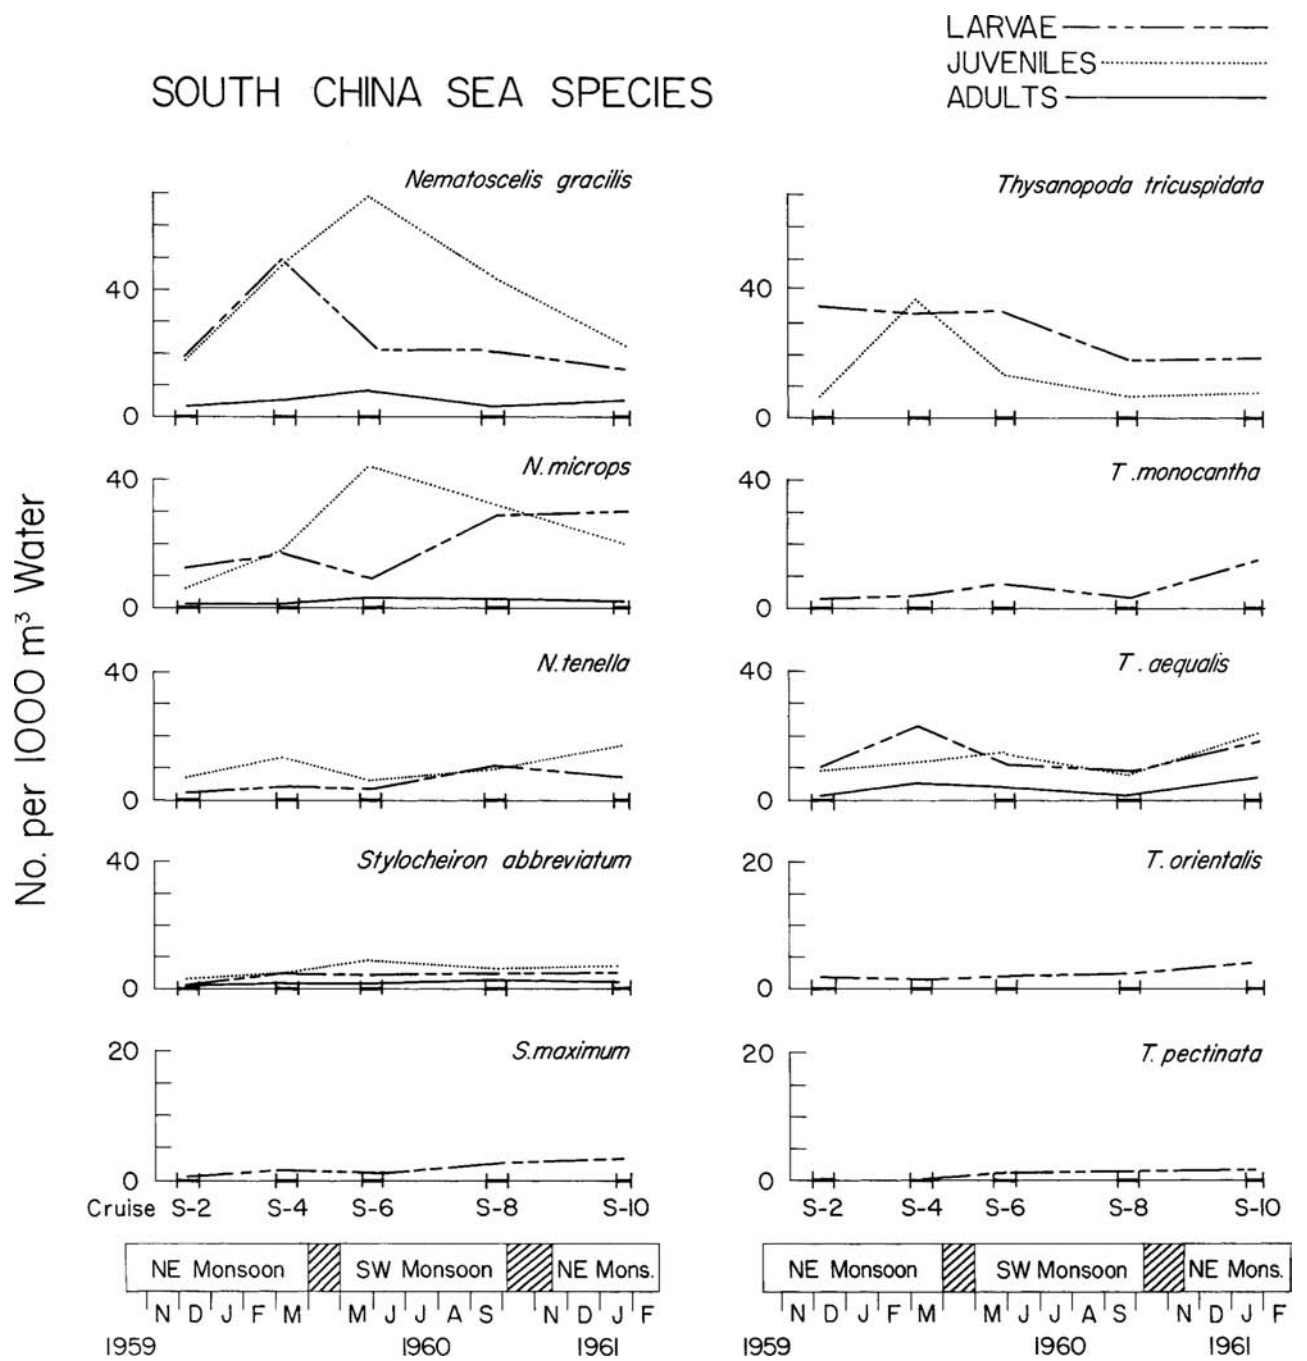 LARVAE
JUVENILES
ADULTS
SOUTH CHINA SEA SPECIES
No. per 1000 m³ Water
Nematoscelis gracilis
40
0
N. microps
40
0
N. tenella
40
0
Stylocheiron abbreviatum
40
0
S. maximum
20
0
Cruise S-2 S-4 S-6 S-8 S-10
NE Monsoon SW Monsoon NE Mons.
N D J F M M J J A S N D J F
1959 1960 1961
Thysanopoda tricuspidata
40
0
T. monocantha
40
0
T. aequalis
40
0
T. orientalis
20
0
T. pectinata
20
0
S-2 S-4 S-6 S-8 S-10
NE Monsoon SW Monsoon NE Mons.
N D J F M M J J A S N D J F
1959 1960 1961